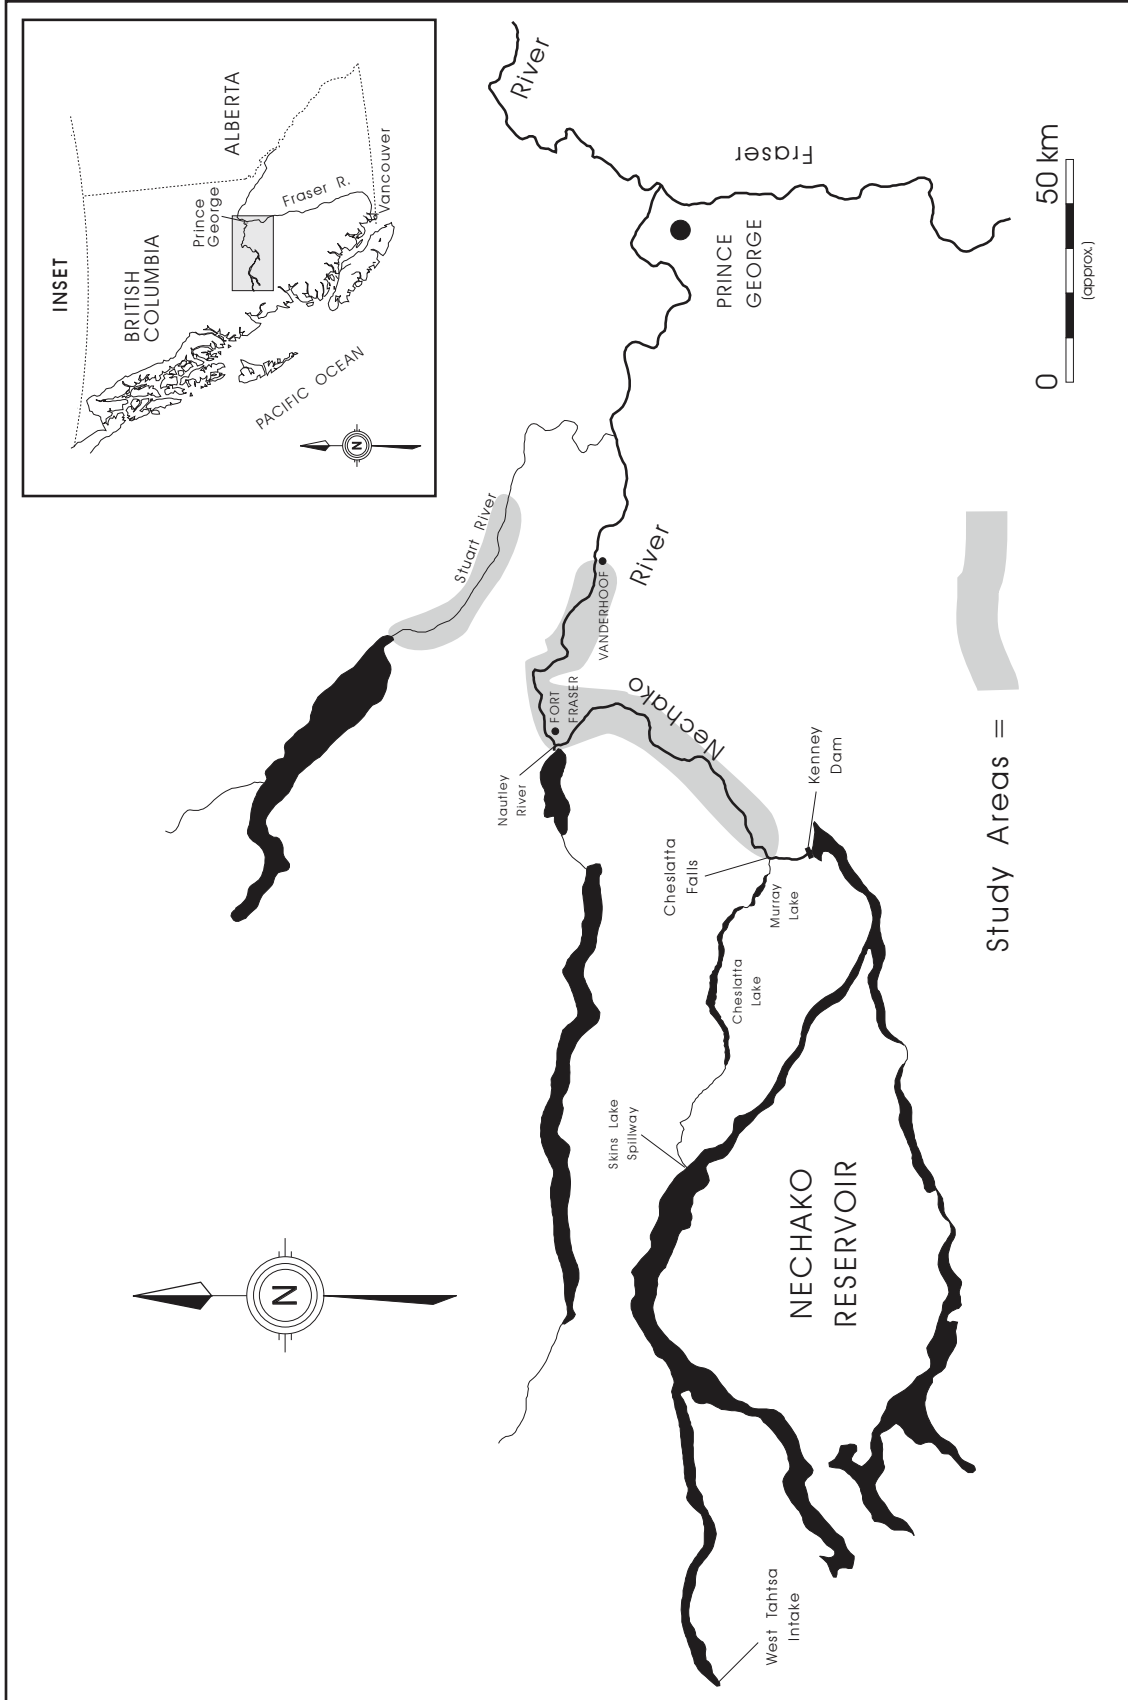 INSET
BRITISH
COLUMBIA
ALBERTA
Prince
George
Fraser R.
Vancouver
PACIFIC OCEAN
N
River
Fraser
PRINCE
GEORGE
Stuart River
VANDERHOOF
River
Nechako
FORT
FRASER
Nautley
River
Cheslatta
Falls
Kenney
Dam
Murray
Lake
Cheslatta
Lake
Skins Lake
Spillway
NECHAKO
RESERVOIR
West Tahtsa
Intake
N
Study Areas =
0 50 km
(approx.)